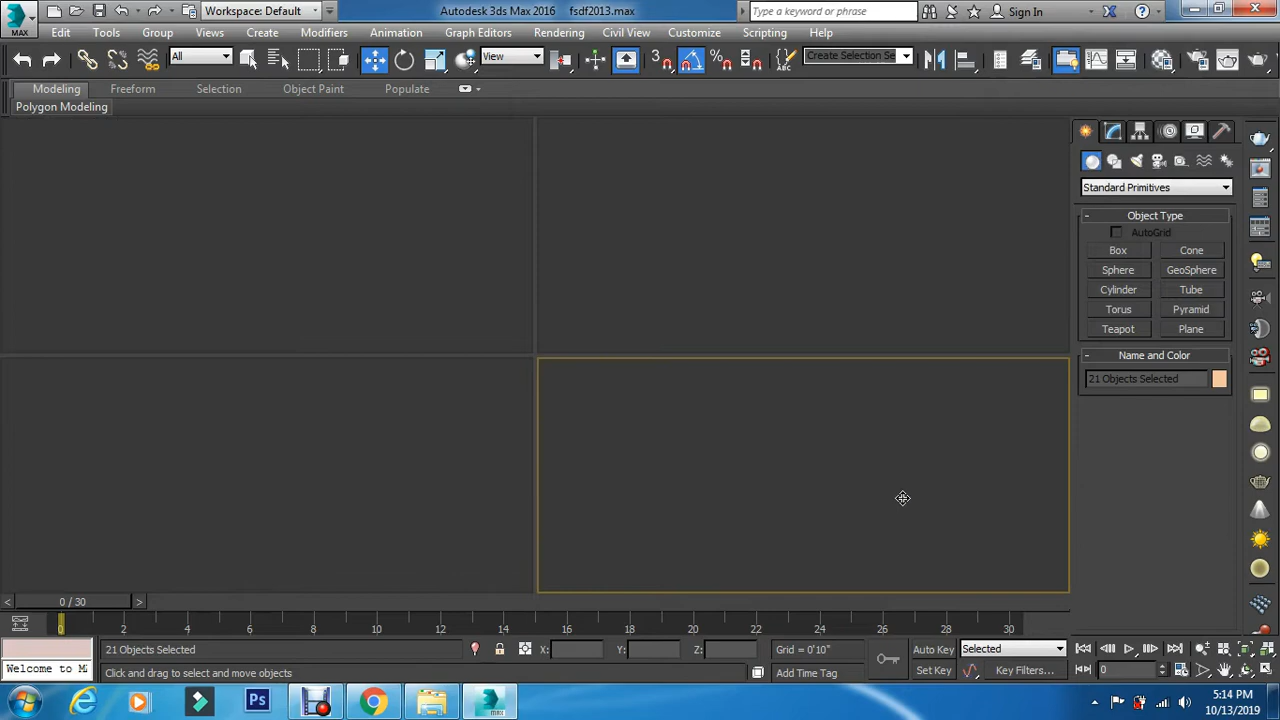 Workspace: Default
Autodesk 3ds Max 2016 fsdf2013.max
Type a keyword or phrase
Sign In
MAX
Edit Tools Group Views Create Modifiers Animation Graph Editors Rendering Civil View Customize Scripting Help
All
View
3
Create Selection Se
Modeling Freeform Selection Object Paint Populate
Polygon Modeling
Standard Primitives
- Object Type
AutoGrid
Box Cone
Sphere GeoSphere
Cylinder Tube
Torus Pyramid
Teapot Plane
- Name and Color
21 Objects Selected
< 0 / 30 >
0 2 4 6 8 10 12 14 16 18 20 22 24 26 28 30
21 Objects Selected X: Y: Z: Grid = 0'10" Auto Key Selected
Welcome to M Click and drag to select and move objects Add Time Tag Set Key Key Filters... 0
Ps
MAX
5:14 PM
10/13/2019